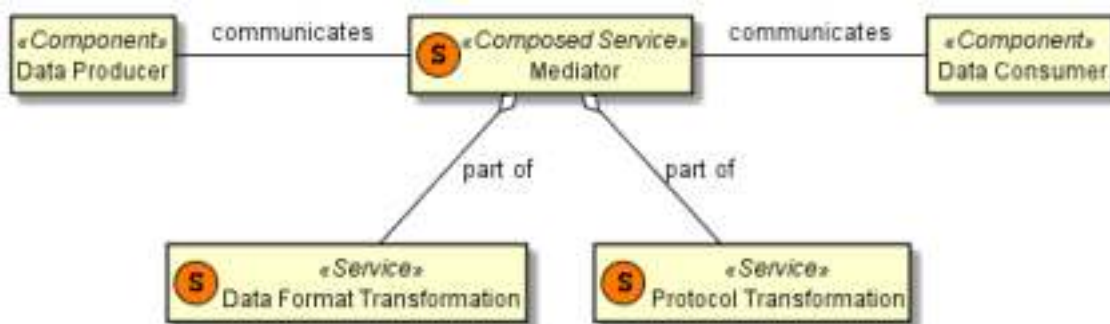 communicates
communicates
«Component»
Data Producer
S
«Composed Service»
Mediator
«Component»
Data Consumer
part of
part of
S
«Service»
Data Format Transformation
S
«Service»
Protocol Transformation